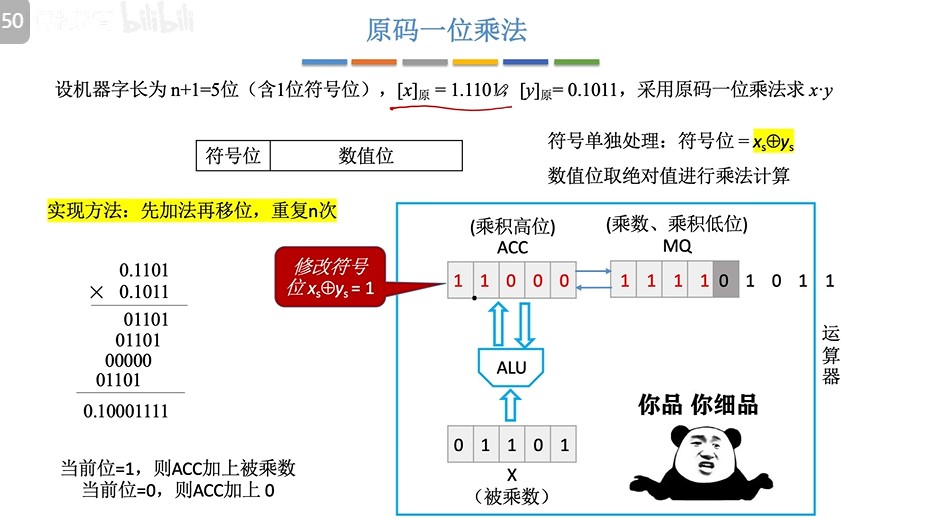 50
bilibili
原码一位乘法
设机器字长为 n+1=5位（含1位符号位），[x]原 = 1.1101，[y]原= 0.1011，采用原码一位乘法求 x·y
符号位 数值位
符号单独处理：符号位 = xs⊕ys
数值位取绝对值进行乘法计算
实现方法：先加法再移位，重复n次
(乘积高位)
ACC
(乘数、乘积低位)
MQ
修改符号
位 xs⊕ys = 1
1 1 0 0 0
1 1 1 1 0 1 0 1 1
0.1101
× 0.1011
01101
01101
00000
01101
0.10001111
ALU
运算器
你品 你细品
0 1 1 0 1
X
（被乘数）
当前位=1，则ACC加上被乘数
当前位=0，则ACC加上 0